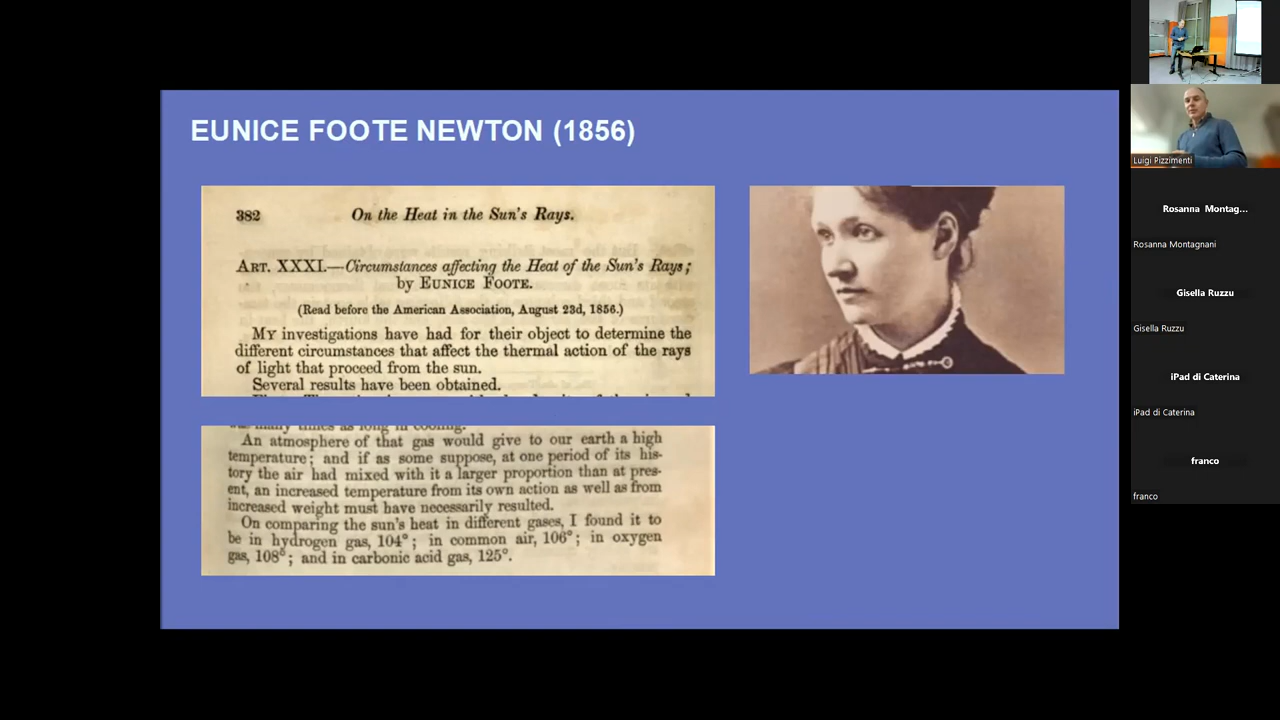 EUNICE FOOTE NEWTON (1856)
382 On the Heat in the Sun's Rays.
ART. XXXI.—Circumstances affecting the Heat of the Sun's Rays;
by EUNICE FOOTE.
(Read before the American Association, August 23d, 1856.)
MY investigations have had for their object to determine the
different circumstances that affect the thermal action of the rays
of light that proceed from the sun.
Several results have been obtained.
many times as long in cooling.
An atmosphere of that gas would give to our earth a high
temperature; and if as some suppose, at one period of its his-
tory the air had mixed with it a larger proportion than at pres-
ent, an increased temperature from its own action as well as from
increased weight must have necessarily resulted.
On comparing the sun's heat in different gases, I found it to
be in hydrogen gas, 104°; in common air, 106°; in oxygen
gas, 108°; and in carbonic acid gas, 125°.
Luigi Pizzimenti
Rosanna Montag...
Rosanna Montagnani
Gisella Ruzzu
Gisella Ruzzu
iPad di Caterina
iPad di Caterina
franco
franco